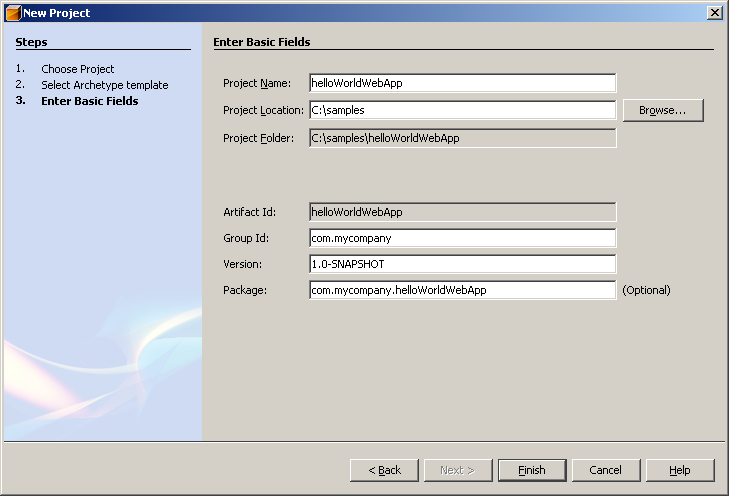 New Project
Steps
1. Choose Project
2. Select Archetype template
3. Enter Basic Fields
Enter Basic Fields
Project Name: helloWorldWebApp
Project Location: C:\samples Browse...
Project Folder: C:\samples\helloWorldWebApp
Artifact Id: helloWorldWebApp
Group Id: com.mycompany
Version: 1.0-SNAPSHOT
Package: com.mycompany.helloWorldWebApp (Optional)
< Back Next > Finish Cancel Help